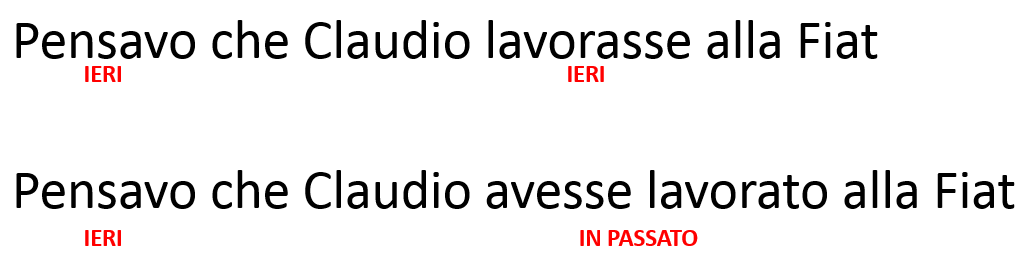 Pensavo che Claudio lavorasse alla Fiat
IERI IERI
Pensavo che Claudio avesse lavorato alla Fiat
IERI IN PASSATO